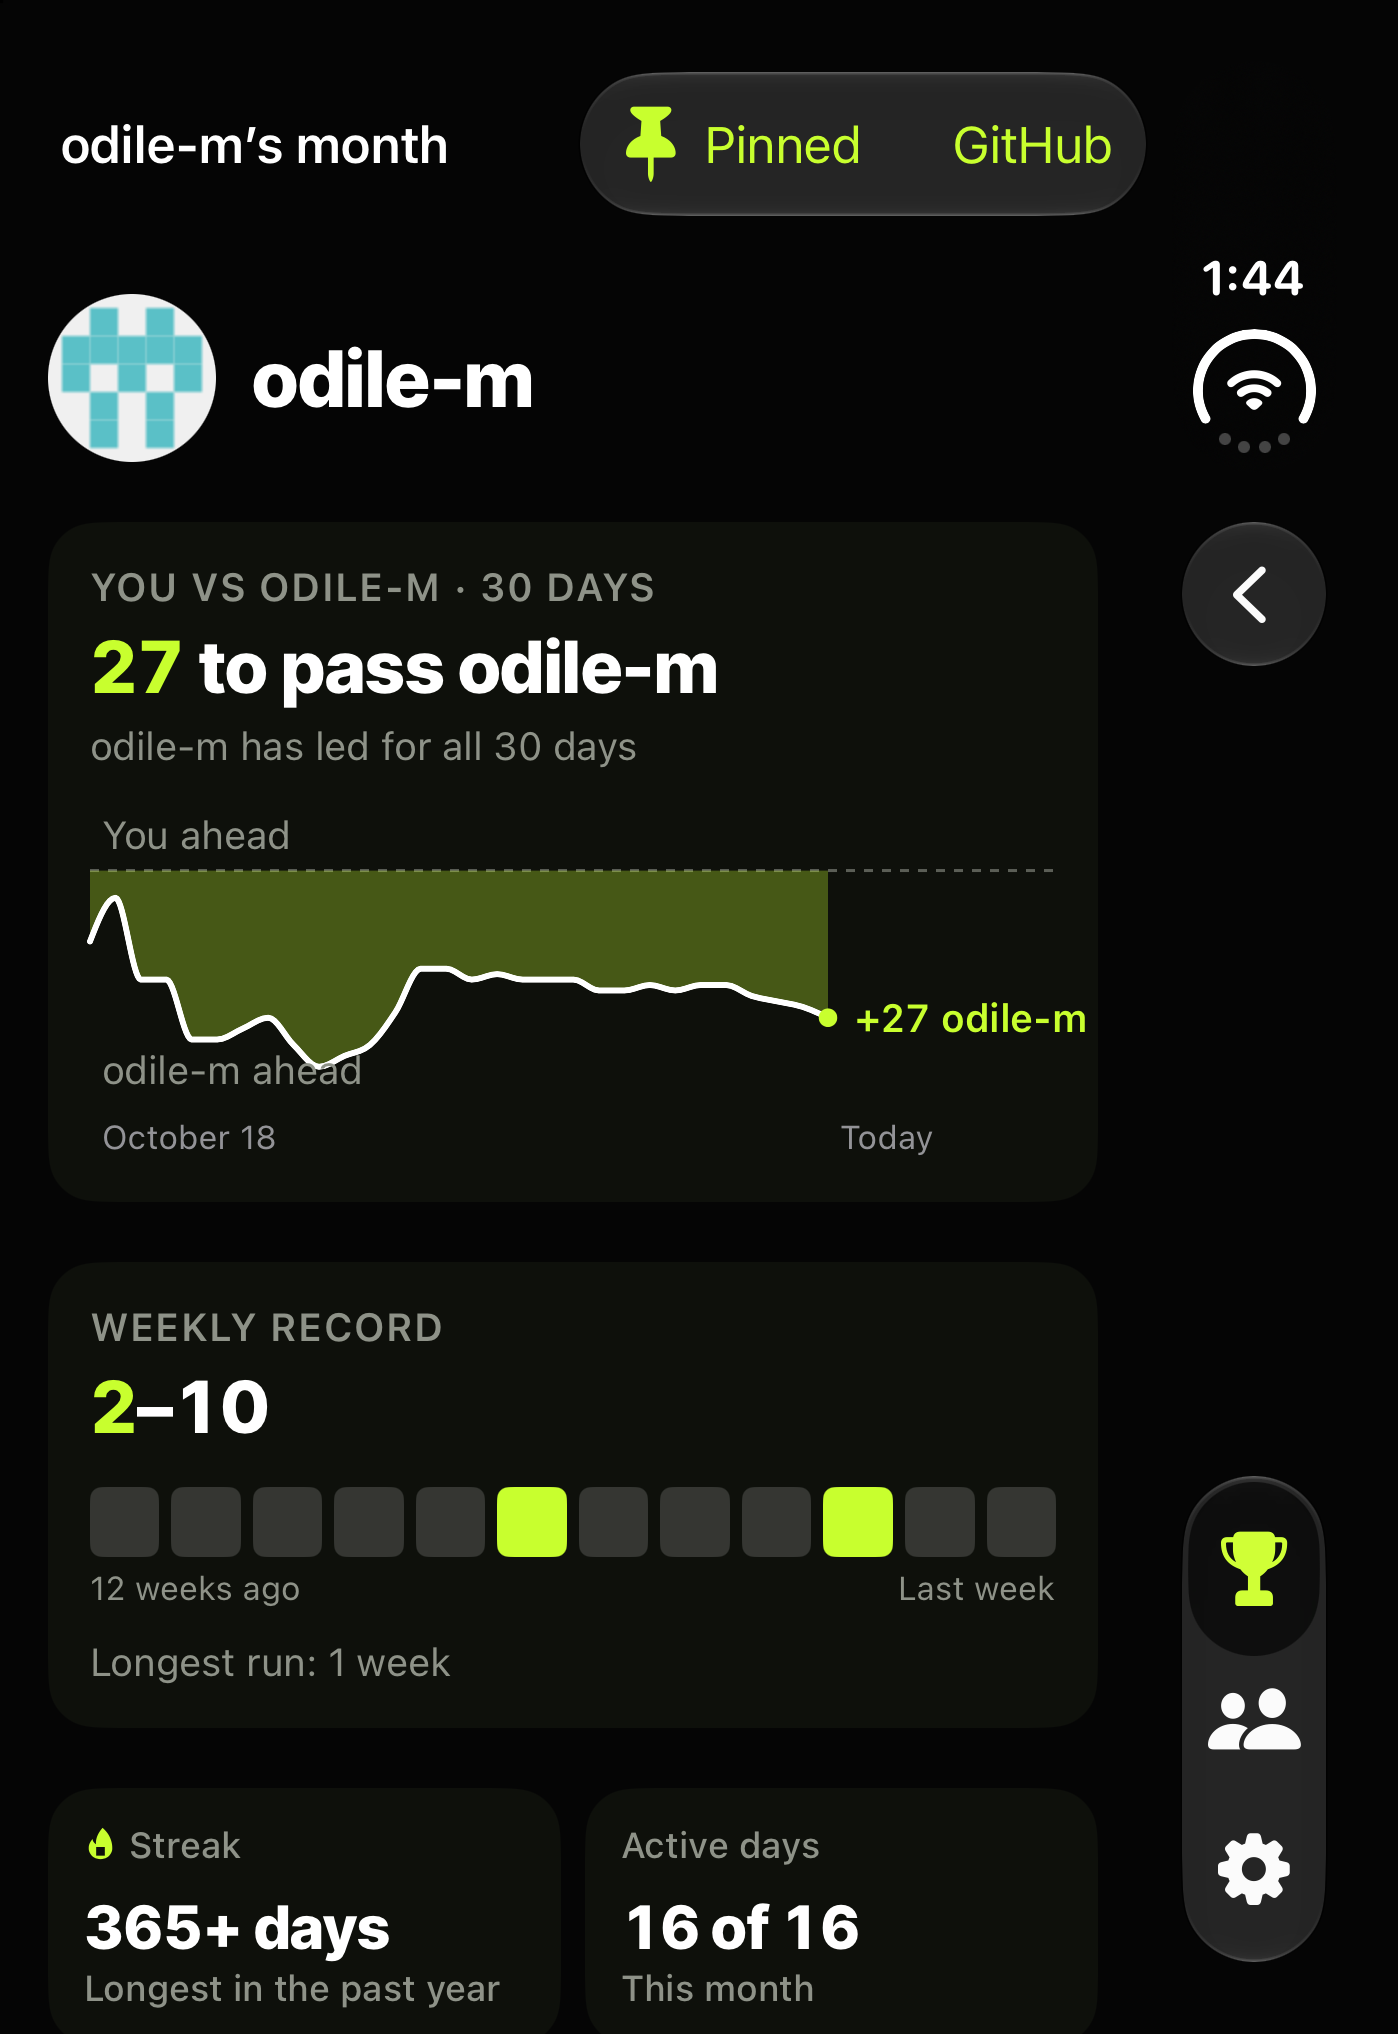 odile-m’s month
Pinned
GitHub
1:44
odile-m
YOU VS ODILE-M · 30 DAYS
27 to pass odile-m
odile-m has led for all 30 days
You ahead
+27 odile-m
odile-m ahead
October 18
Today
WEEKLY RECORD
2–10
12 weeks ago
Last week
Longest run: 1 week
Streak
365+ days
Longest in the past year
Active days
16 of 16
This month